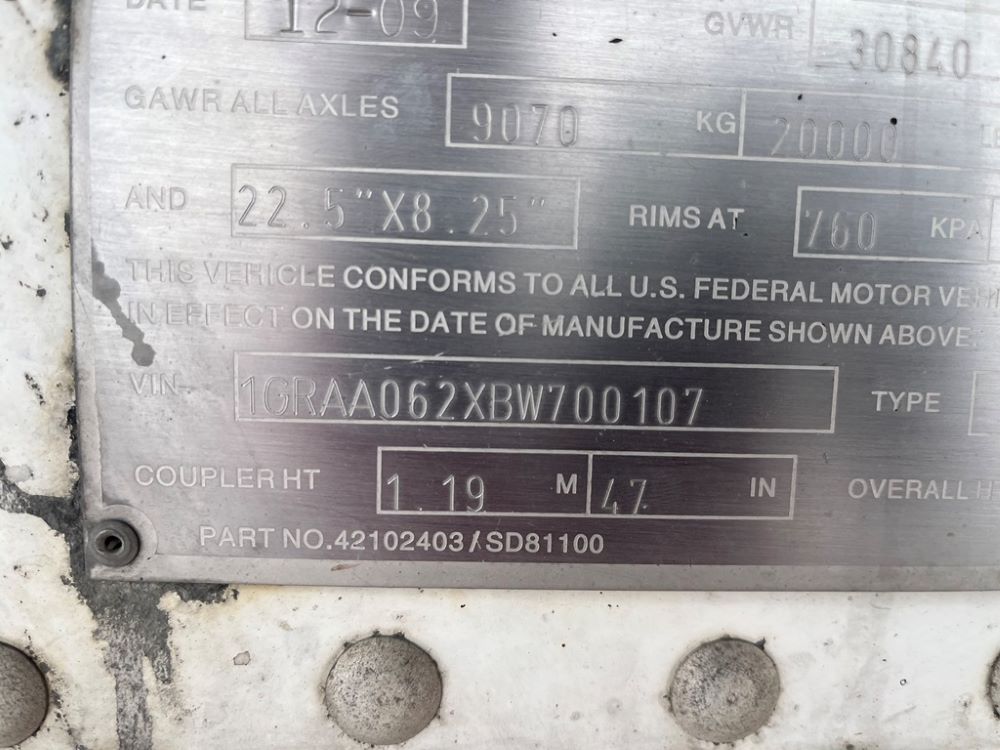 DATE 12-09 GVWR 30840
GAWR ALL AXLES 9070 KG 20000
AND 22.5"X8.25" RIMS AT 760 KPA
THIS VEHICLE CONFORMS TO ALL U.S. FEDERAL MOTOR
IN EFFECT ON THE DATE OF MANUFACTURE SHOWN ABOVE.
VIN 1GRAA062XBW700107 TYPE
COUPLER HT 1.19 M 47 IN OVERALL
PART NO.42102403/SD81100